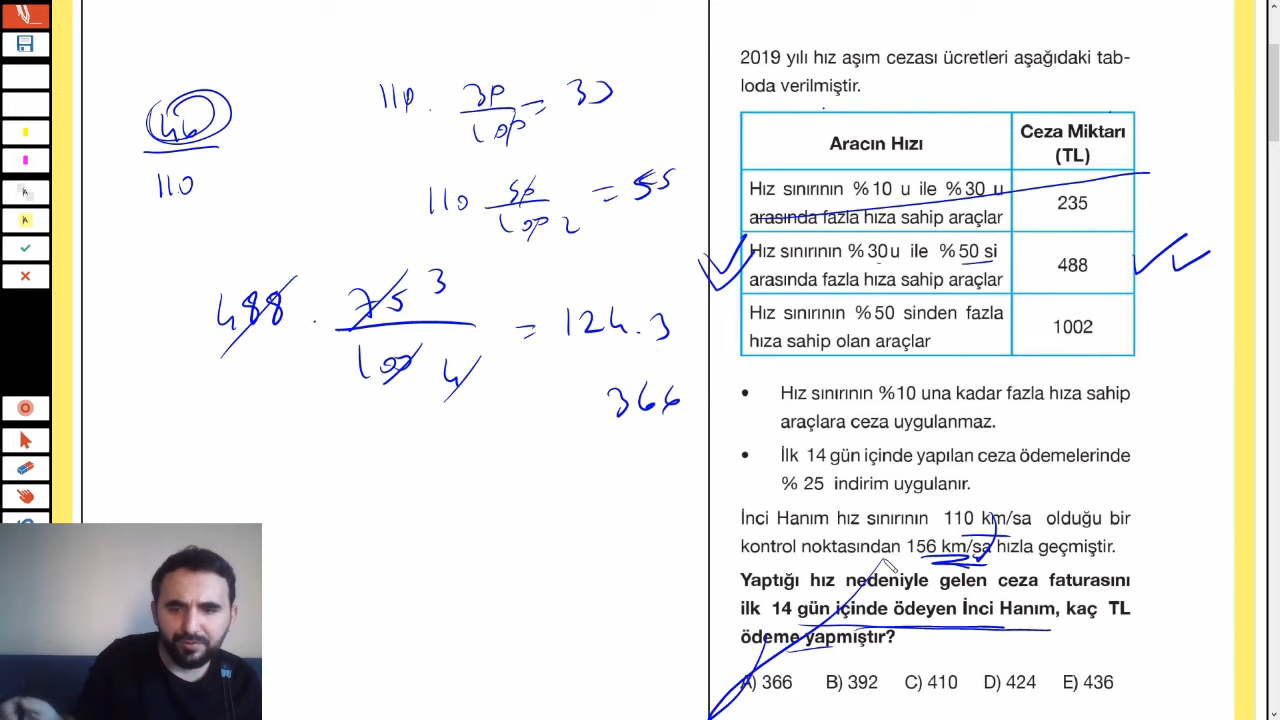 46
110
110 . 30
100 = 33
110 50
100 2 = 55
488 . 75 3
100 4 = 124.3
366
2019 yılı hız aşım cezası ücretleri aşağıdaki tab-
loda verilmiştir.
Aracın Hızı
Ceza Miktarı
(TL)
Hız sınırının %10 u ile %30 u
arasında fazla hıza sahip araçlar
235
Hız sınırının %30u ile %50 si
arasında fazla hıza sahip araçlar
488
Hız sınırının %50 sinden fazla
hıza sahip olan araçlar
1002
• Hız sınırının %10 una kadar fazla hıza sahip
araçlara ceza uygulanmaz.
• İlk 14 gün içinde yapılan ceza ödemelerinde
% 25 indirim uygulanır.
İnci Hanım hız sınırının 110 km/sa olduğu bir
kontrol noktasından 156 km/sa hızla geçmiştir.
Yaptığı hız nedeniyle gelen ceza faturasını
ilk 14 gün içinde ödeyen İnci Hanım, kaç TL
ödeme yapmıştır?
A) 366 B) 392 C) 410 D) 424 E) 436